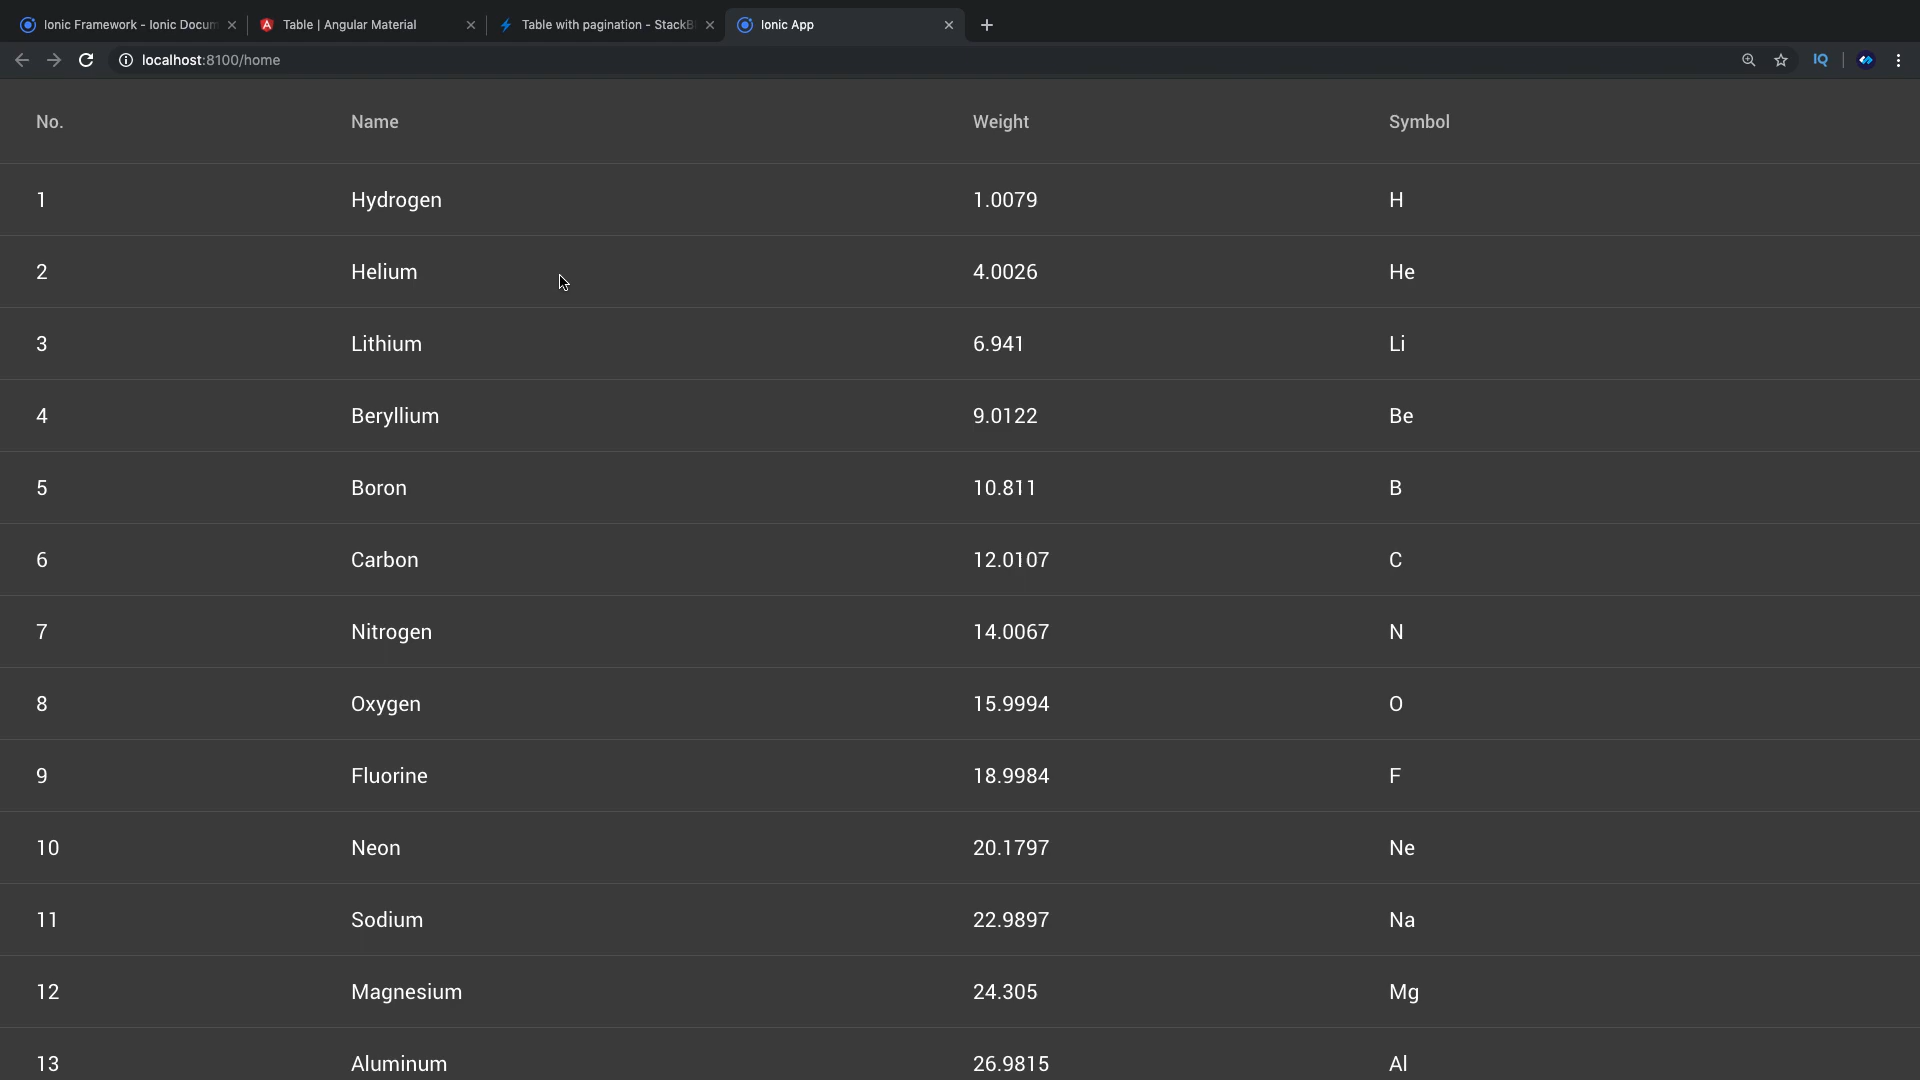 Ionic Framework - Ionic Docum
Table | Angular Material
Table with pagination - StackB
Ionic App
localhost:8100/home
IQ
No. Name Weight Symbol
1 Hydrogen 1.0079 H
2 Helium 4.0026 He
3 Lithium 6.941 Li
4 Beryllium 9.0122 Be
5 Boron 10.811 B
6 Carbon 12.0107 C
7 Nitrogen 14.0067 N
8 Oxygen 15.9994 O
9 Fluorine 18.9984 F
10 Neon 20.1797 Ne
11 Sodium 22.9897 Na
12 Magnesium 24.305 Mg
13 Aluminum 26.9815 Al